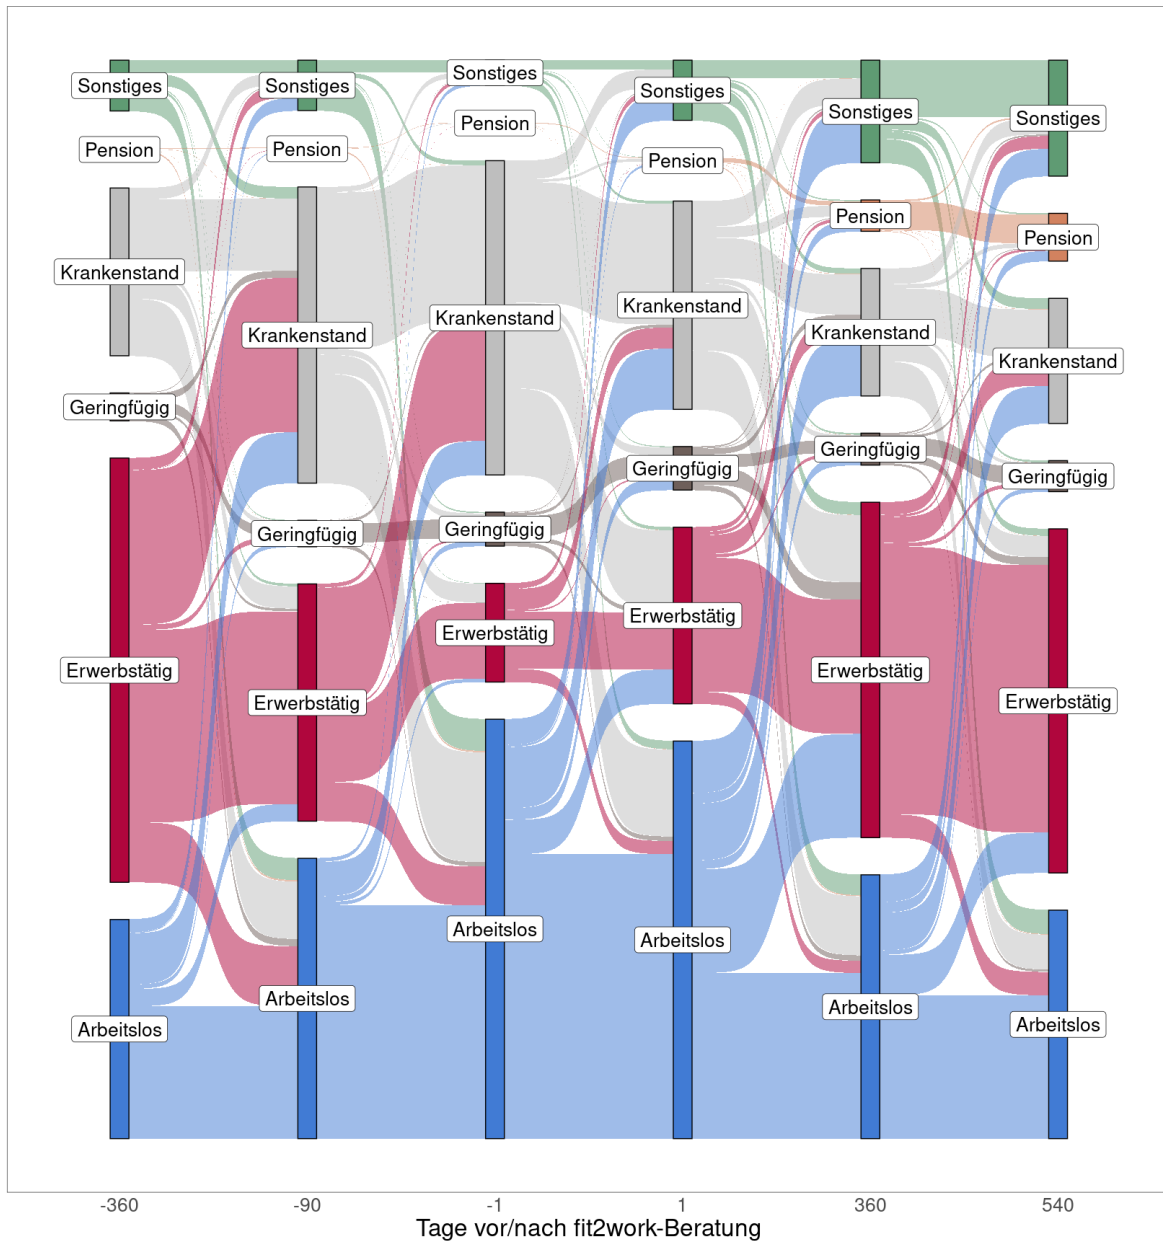 Sonstiges
Pension
Krankenstand
Geringfügig
Erwerbstätig
Arbeitslos
Sonstiges
Pension
Krankenstand
Geringfügig
Erwerbstätig
Arbeitslos
Sonstiges
Pension
Krankenstand
Geringfügig
Erwerbstätig
Arbeitslos
Sonstiges
Pension
Krankenstand
Geringfügig
Erwerbstätig
Arbeitslos
Sonstiges
Pension
Krankenstand
Geringfügig
Erwerbstätig
Arbeitslos
Sonstiges
Pension
Krankenstand
Geringfügig
Erwerbstätig
Arbeitslos
-360 -90 -1 1 360 540
Tage vor/nach fit2work-Beratung